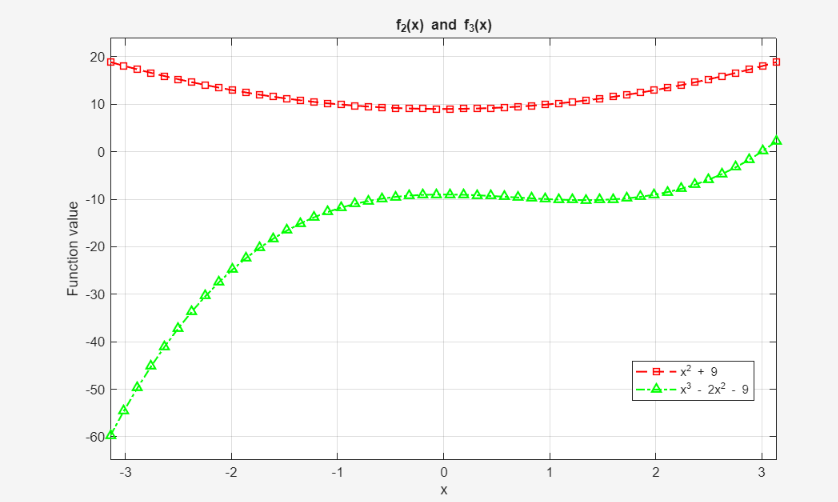 f₂(x) and f₃(x)
20
10
0
-10
-20
-30
-40
-50
-60
Function value
x² + 9
x³ - 2x² - 9
-3 -2 -1 0 1 2 3
x